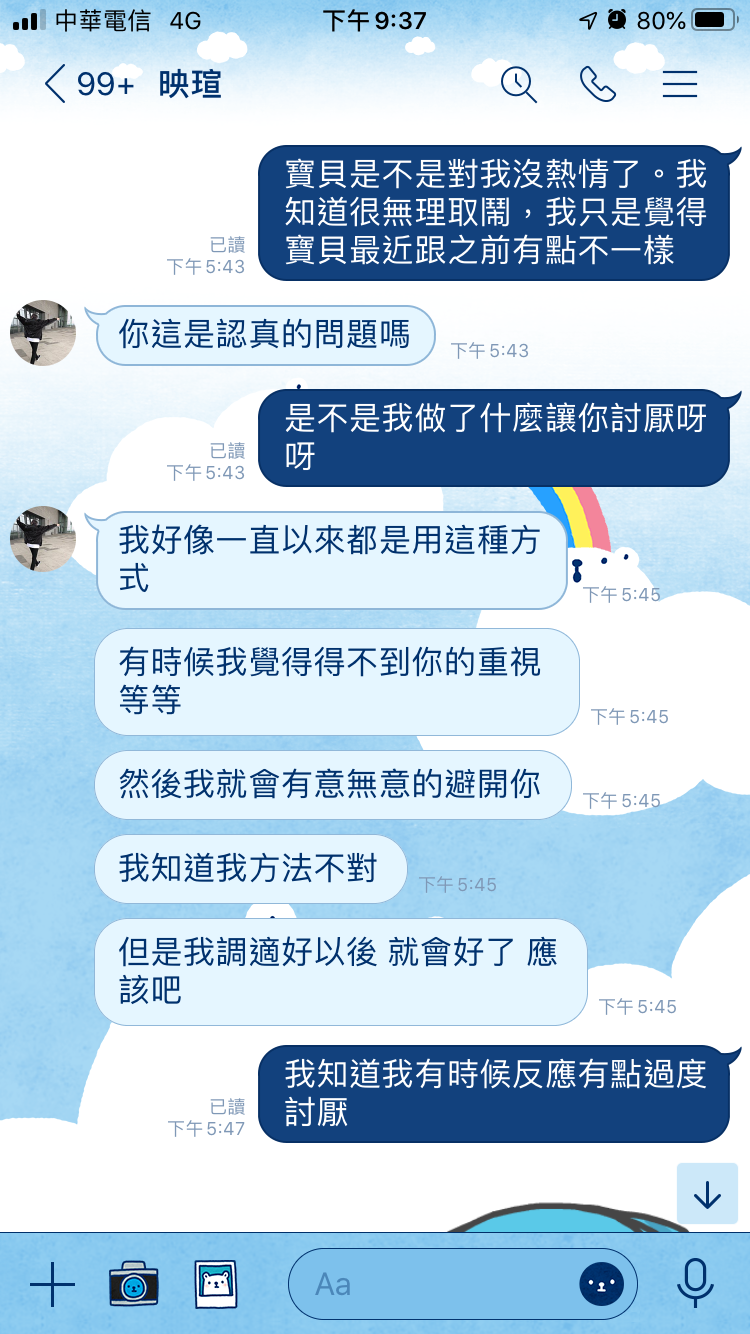 中華電信 4G 下午 9:37 80%
99+ 映瑄
寶貝是不是對我沒熱情了。我
知道很無理取鬧，我只是覺得
寶貝最近跟之前有點不一樣
已讀
下午 5:43
你這是認真的問題嗎
下午 5:43
是不是我做了什麼讓你討厭呀
呀
已讀
下午 5:43
我好像一直以來都是用這種方
式
下午 5:45
有時候我覺得得不到你的重視
等等
下午 5:45
然後我就會有意無意的避開你
下午 5:45
我知道我方法不對
下午 5:45
但是我調適好以後 就會好了 應
該吧
下午 5:45
我知道我有時候反應有點過度
討厭
已讀
下午 5:47
Aa